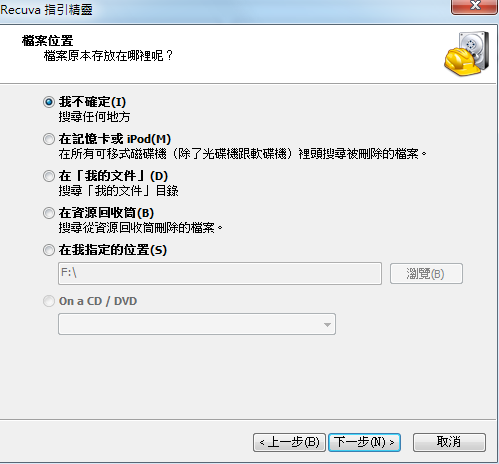 Recuva 指引精靈
檔案位置
檔案原本存放在哪裡呢？
我不確定(I)
搜尋任何地方
在記憶卡或 iPod(M)
在所有可移式磁碟機（除了光碟機跟軟碟機）裡頭搜尋被刪除的檔案。
在「我的文件」(D)
搜尋「我的文件」目錄
在資源回收筒(B)
搜尋從資源回收筒刪除的檔案。
在我指定的位置(S)
F:\
瀏覽(B)
On a CD / DVD
< 上一步(B) 下一步(N) > 取消